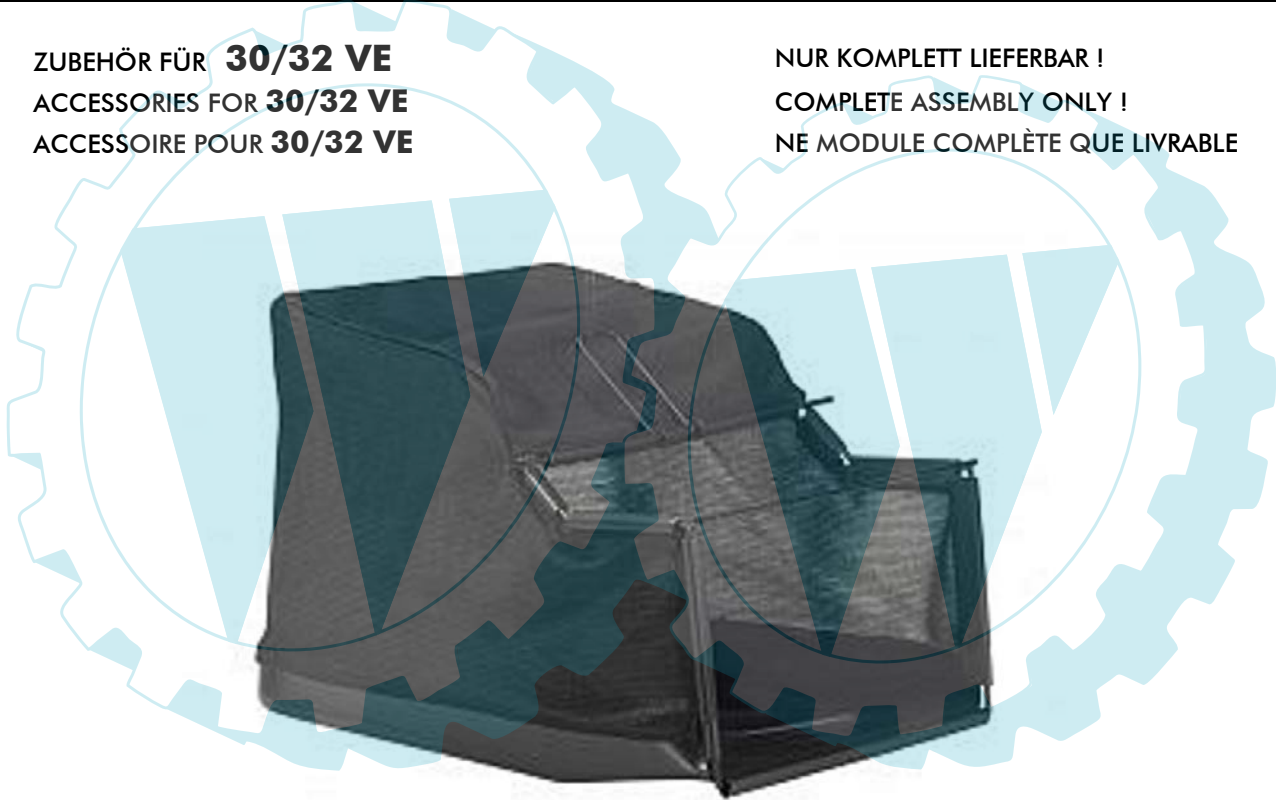 ZUBEHÖR FÜR 30/32 VE
ACCESSORIES FOR 30/32 VE
ACCESSOIRE POUR 30/32 VE
NUR KOMPLETT LIEFERBAR !
COMPLETE ASSEMBLY ONLY !
NE MODULE COMPLÈTE QUE LIVRABLE